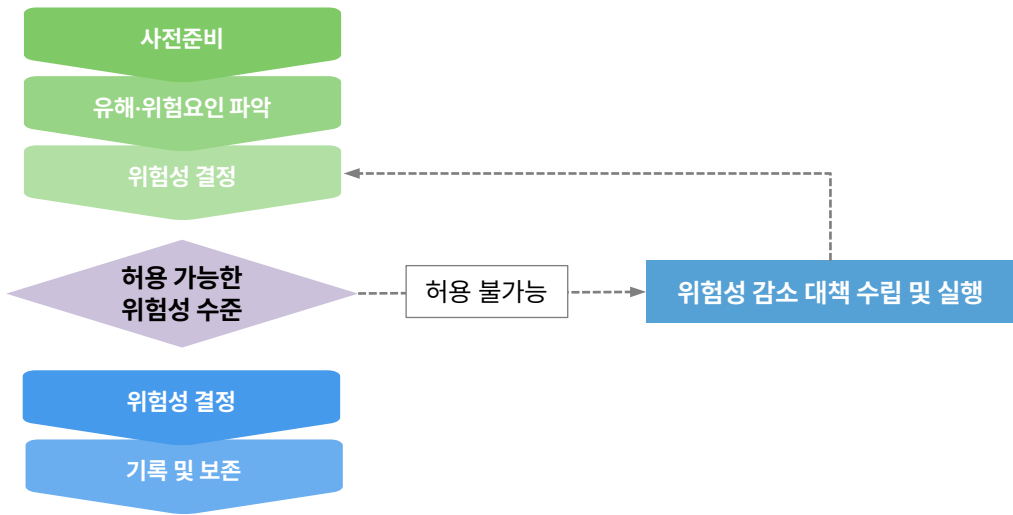 사전준비
유해·위험요인 파악
위험성 결정
허용 가능한
위험성 수준
허용 불가능
위험성 감소 대책 수립 및 실행
위험성 결정
기록 및 보존